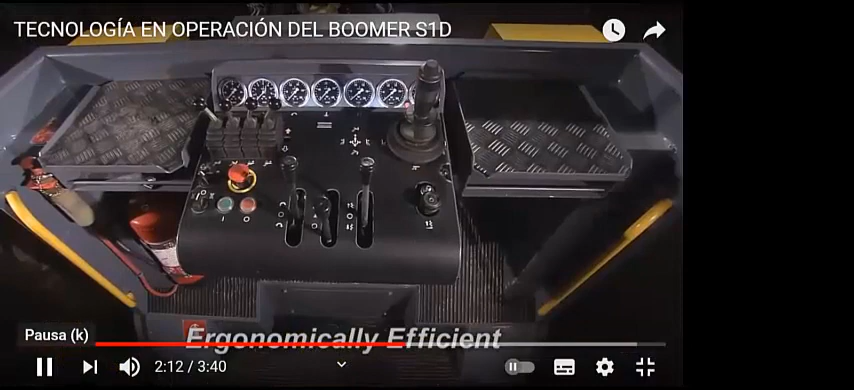 TECNOLOGÍA EN OPERACIÓN DEL BOOMER S1D
Ergonomically Efficient
Pausa (k)
2:12 / 3:40